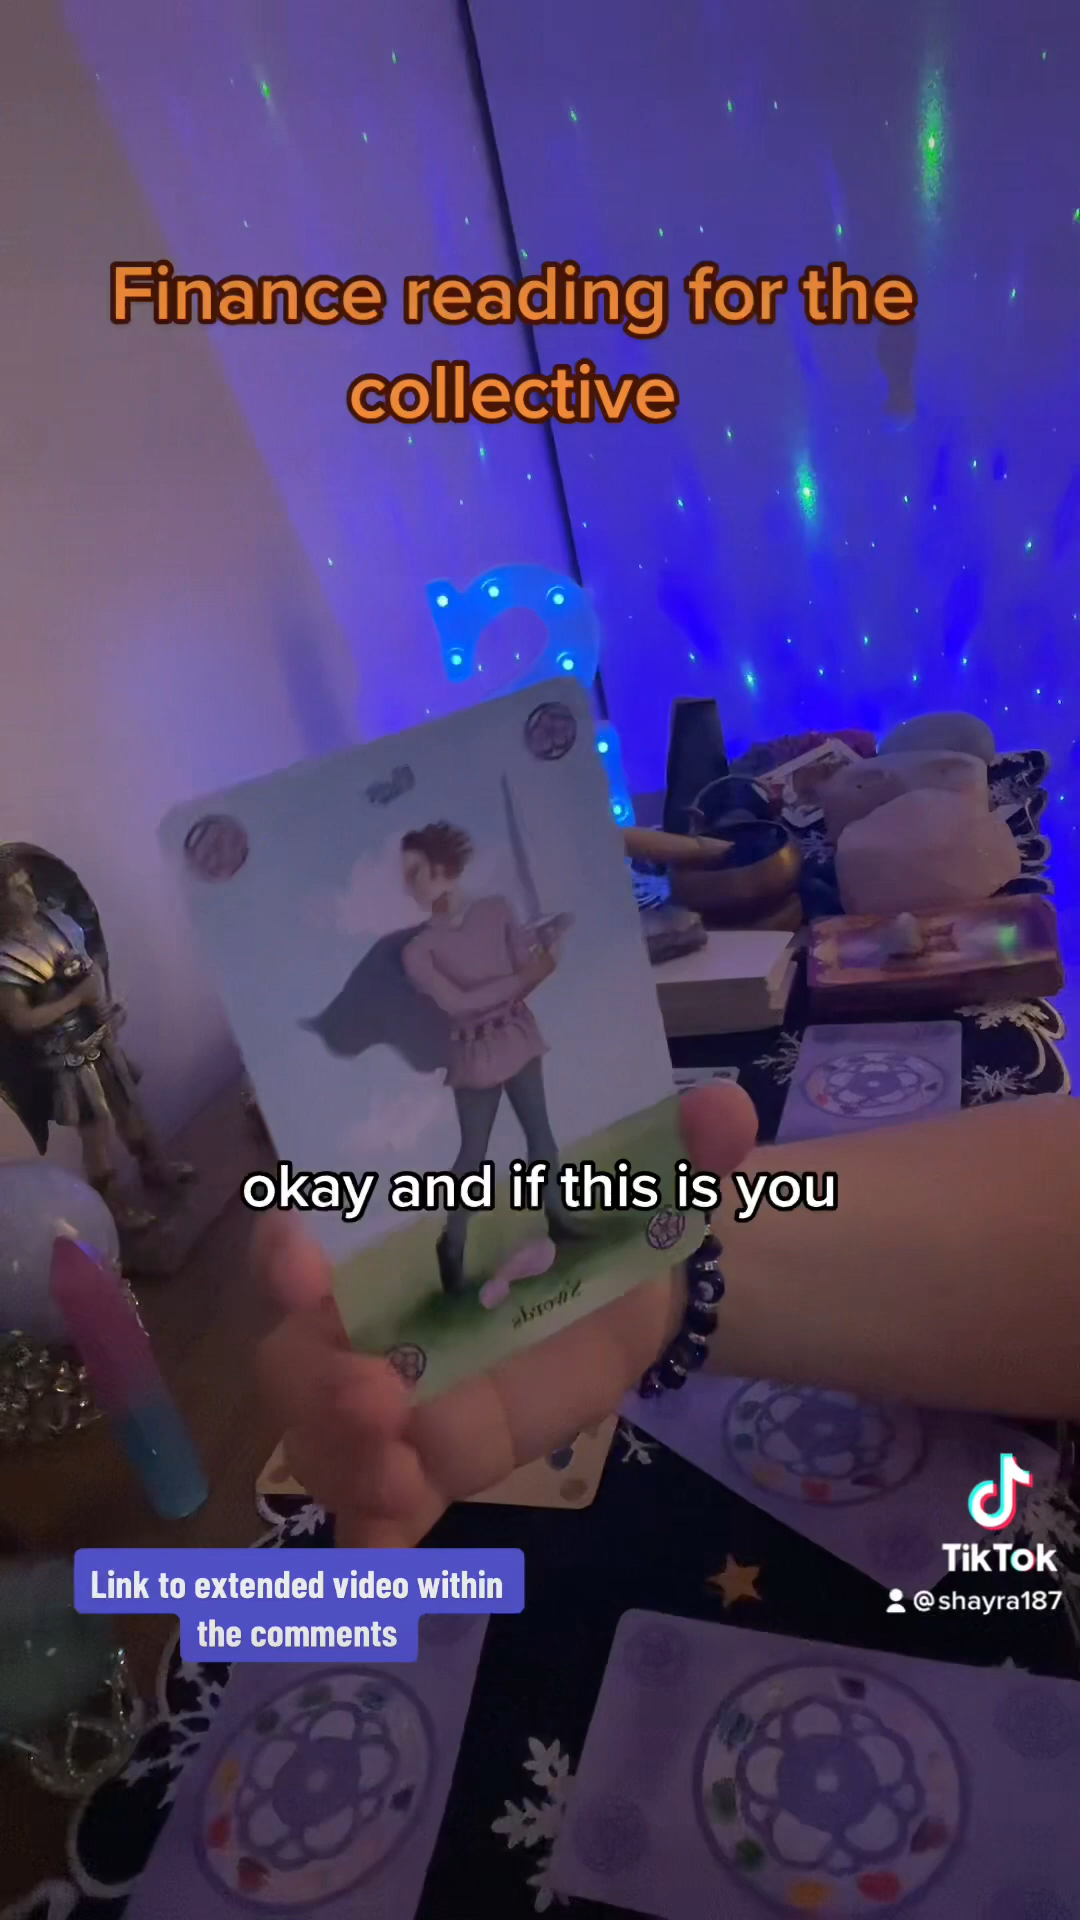 Finance reading for the
collective
okay and if this is you
Swords
TikTok
@shayra187
Link to extended video within
the comments